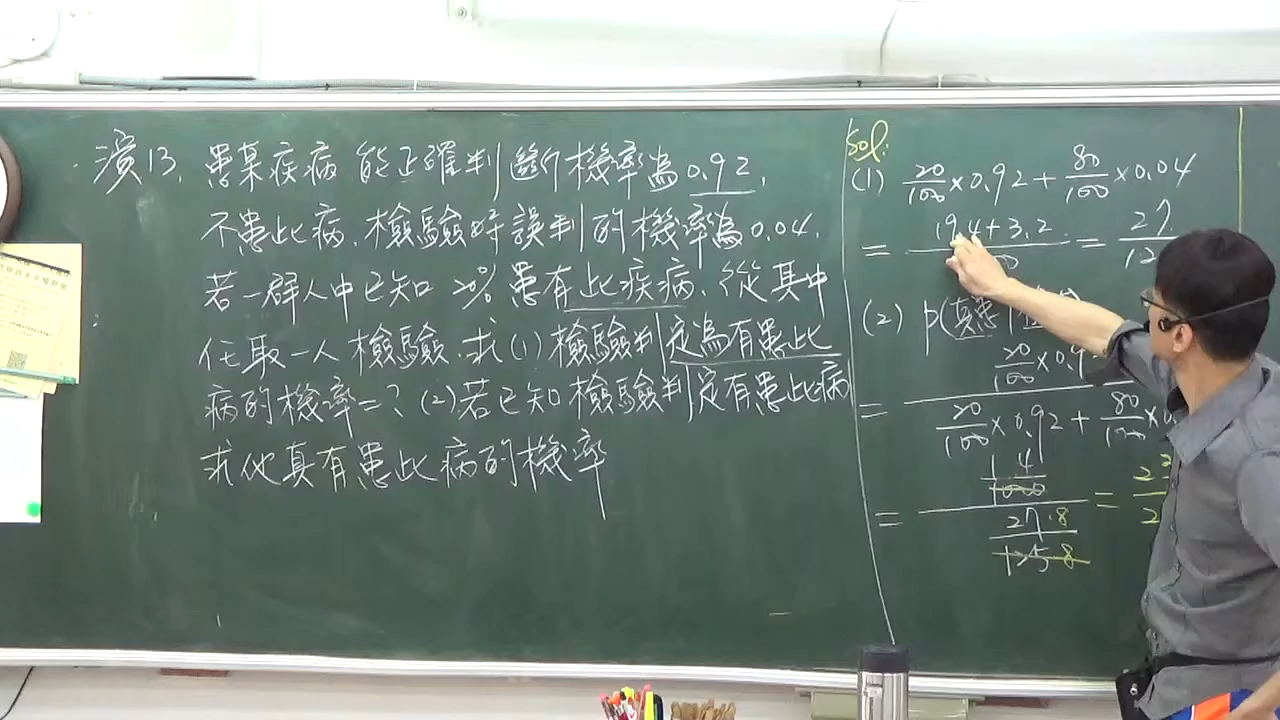 演13. 患某疾病能正確判斷機率為0.92,
不患此病, 檢驗時誤判的機率為0.04.
若一群人中已知20%患有此疾病, 從其中
任取一人檢驗. 求(1)檢驗判定為有患此
病的機率=? (2)若已知檢驗判定有患此病
求他真有患此病的機率
Sol:
(1) 20/100 × 0.92 + 80/100 × 0.04
= 19.4+3.2 =
(2) P(真患|
20/100 × 0.9
= 20/100 × 0.92 + 80/100 ×